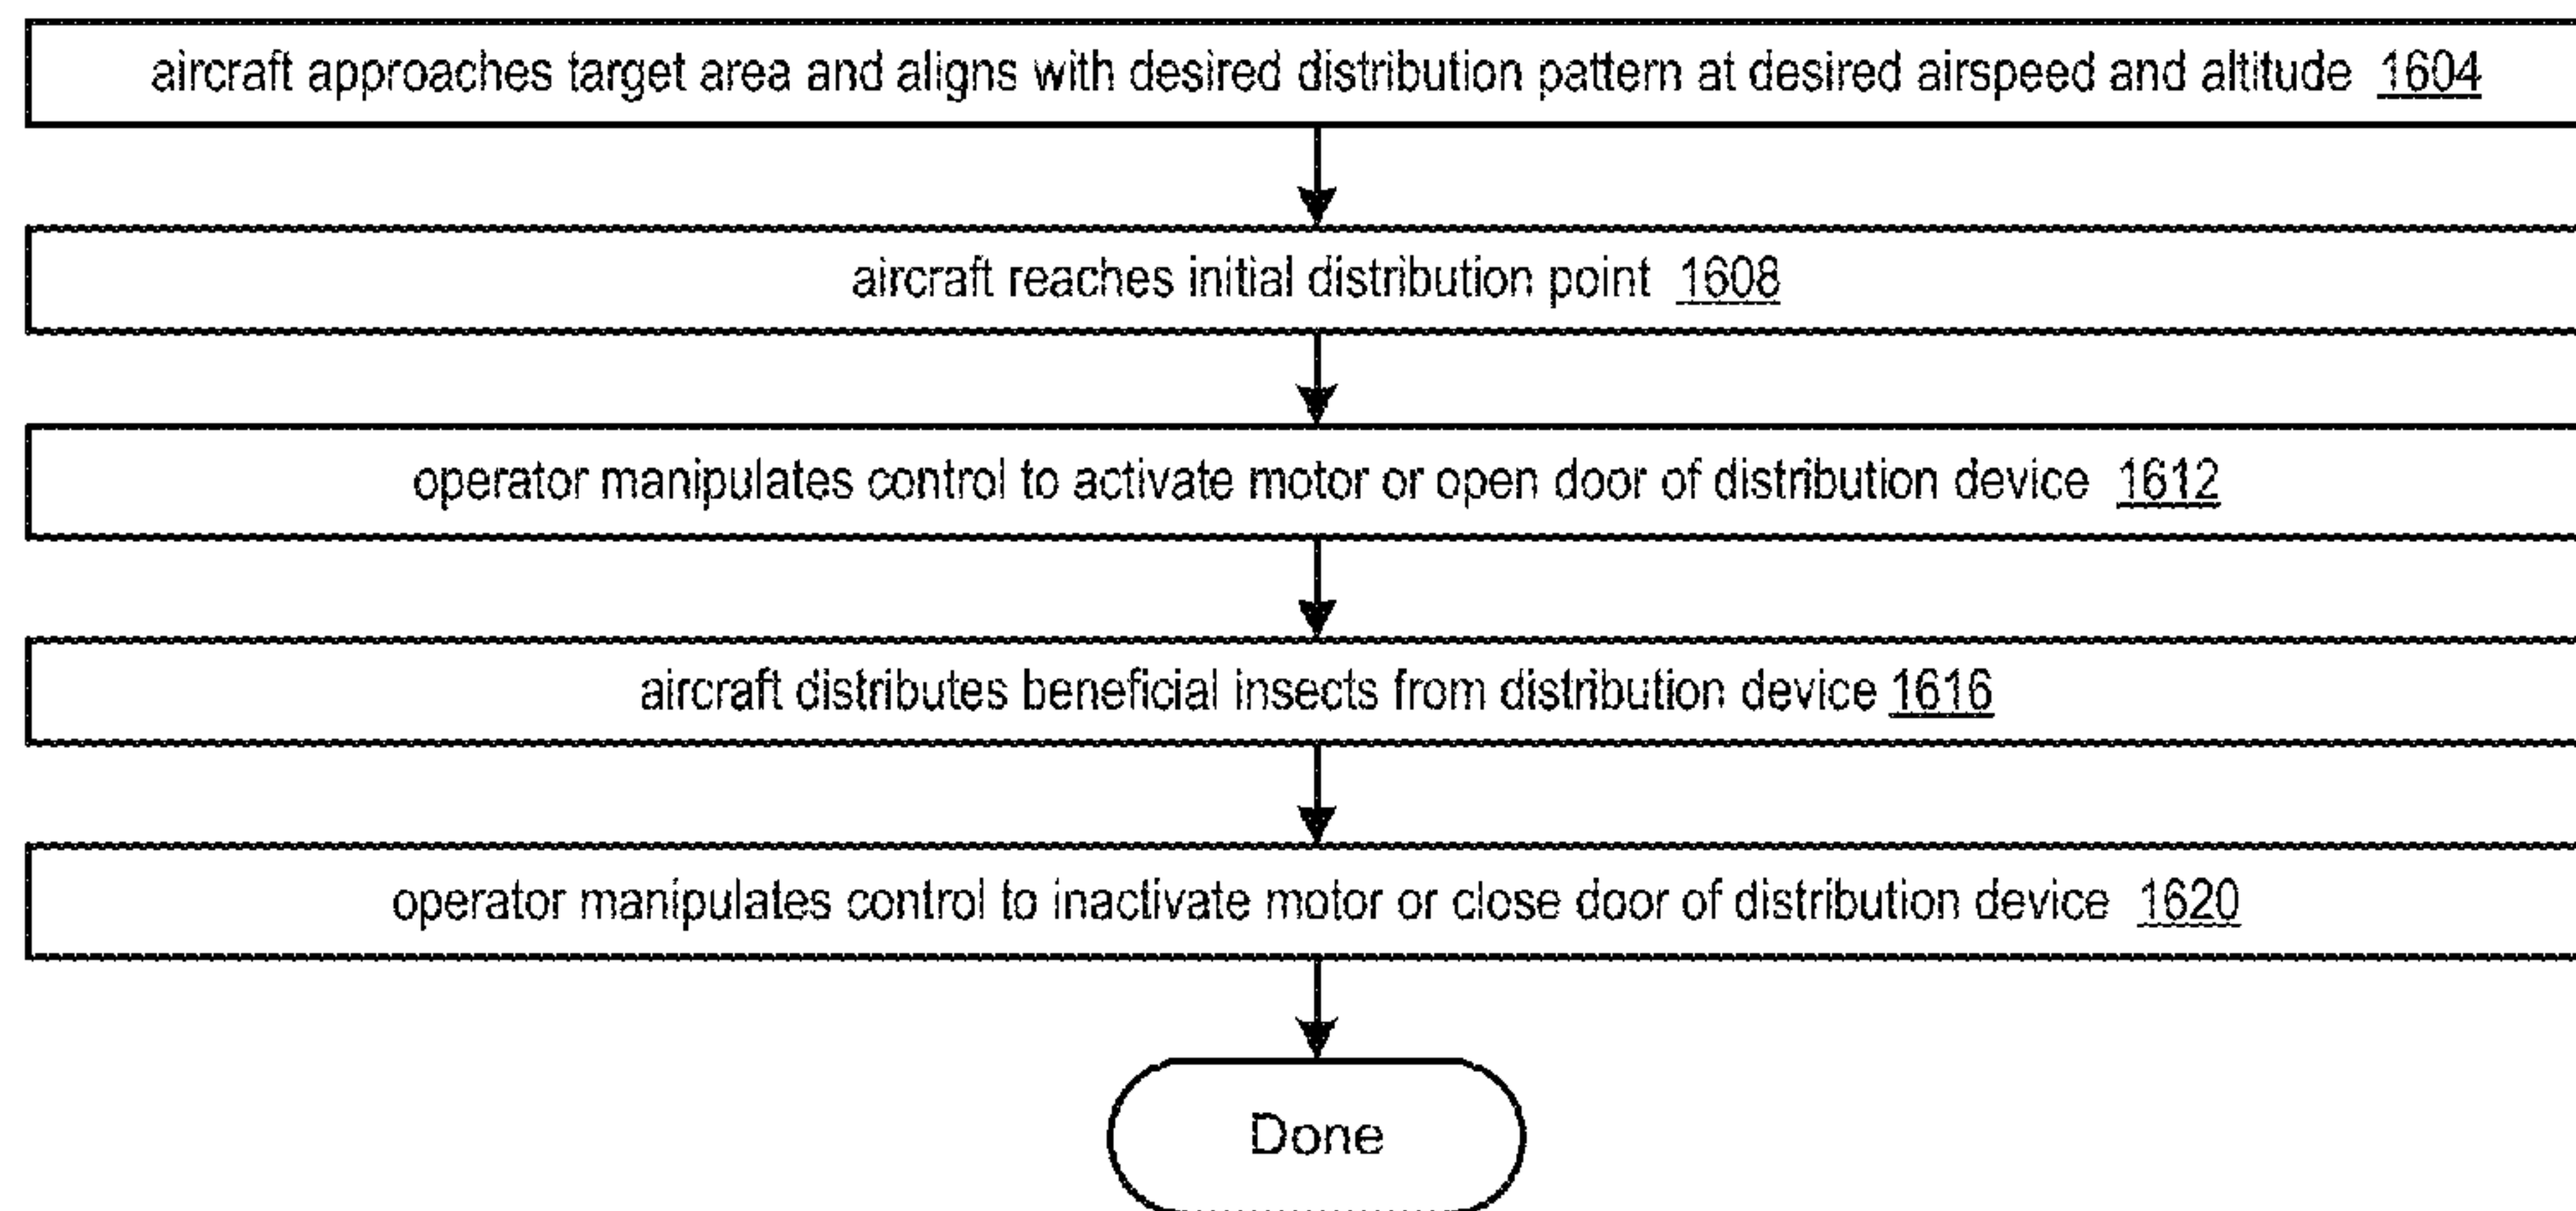 aircraft approaches target area and aligns with desired distribution pattern at desired airspeed and altitude 1604
aircraft reaches initial distribution point 1608
operator manipulates control to activate motor or open door of distribution device 1612
aircraft distributes beneficial insects from distribution device 1616
operator manipulates control to inactivate motor or close door of distribution device 1620
Done